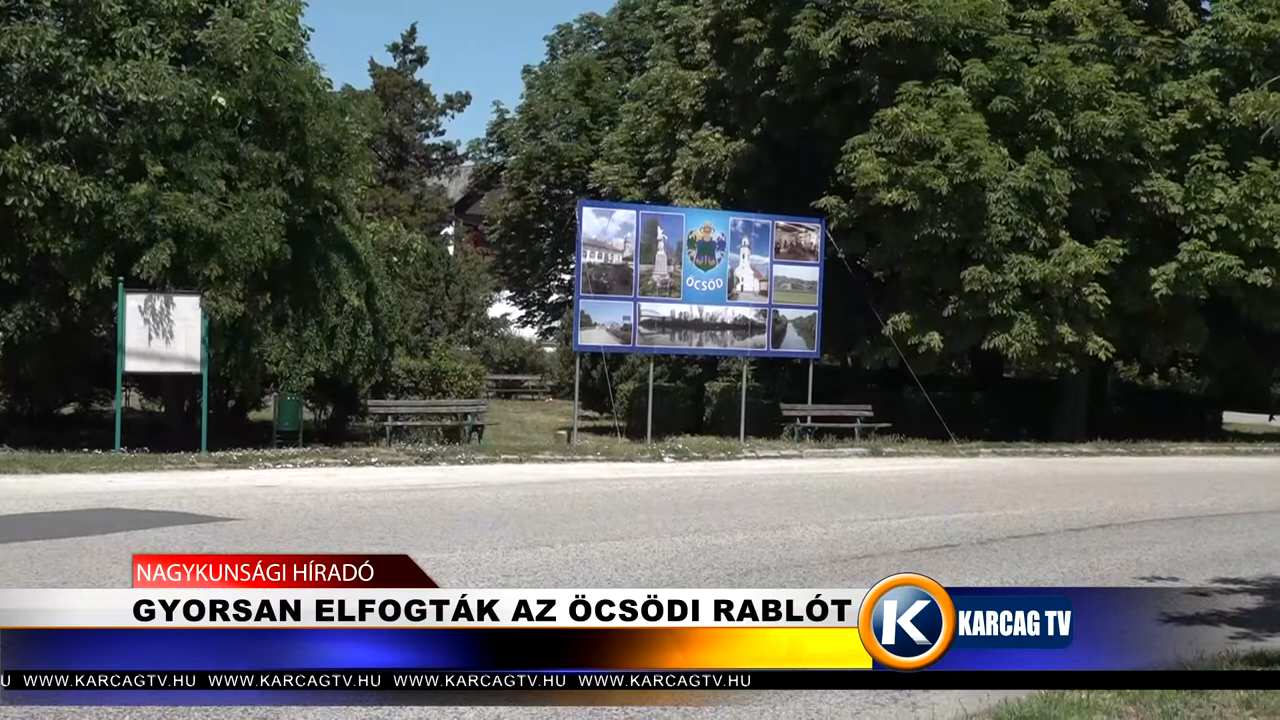 ÖCSÖD
NAGYKUNSÁGI HÍRADÓ
GYORSAN ELFOGTÁK AZ ÖCSÖDI RABLÓT
K KARCAG TV
U WWW.KARCAGTV.HU WWW.KARCAGTV.HU WWW.KARCAGTV.HU WWW.KARCAGTV.HU